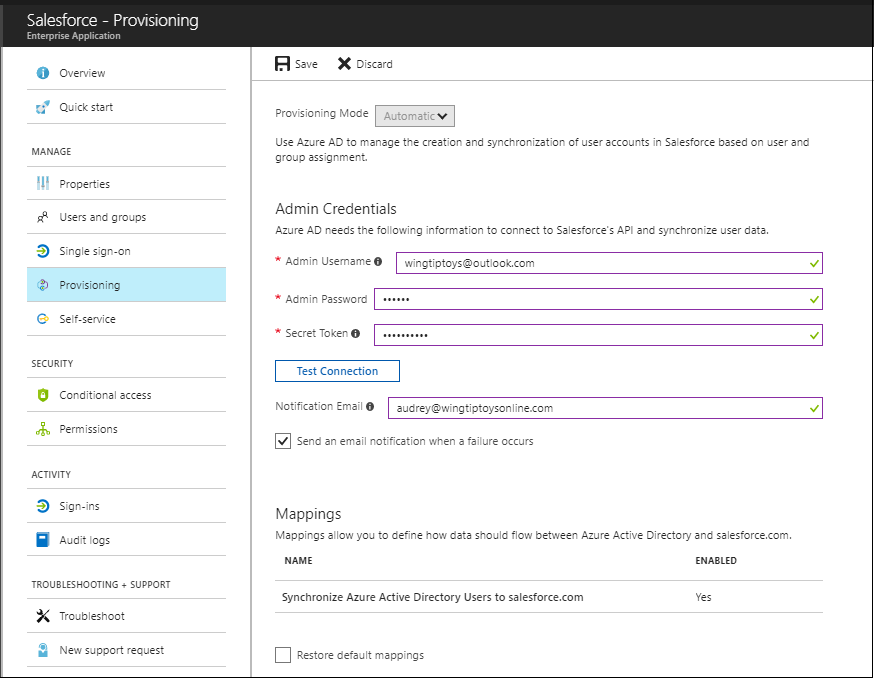 Salesforce - Provisioning
Enterprise Application
Overview
Quick start
MANAGE
Properties
Users and groups
Single sign-on
Provisioning
Self-service
SECURITY
Conditional access
Permissions
ACTIVITY
Sign-ins
Audit logs
TROUBLESHOOTING + SUPPORT
Troubleshoot
New support request
Save Discard
Provisioning Mode Automatic
Use Azure AD to manage the creation and synchronization of user accounts in Salesforce based on user and
group assignment.
Admin Credentials
Azure AD needs the following information to connect to Salesforce's API and synchronize user data.
* Admin Username wingtiptoys@outlook.com
* Admin Password ••••••
* Secret Token ••••••••••
Test Connection
Notification Email audrey@wingtiptoysonline.com
Send an email notification when a failure occurs
Mappings
Mappings allow you to define how data should flow between Azure Active Directory and salesforce.com.
NAME ENABLED
Synchronize Azure Active Directory Users to salesforce.com Yes
Restore default mappings